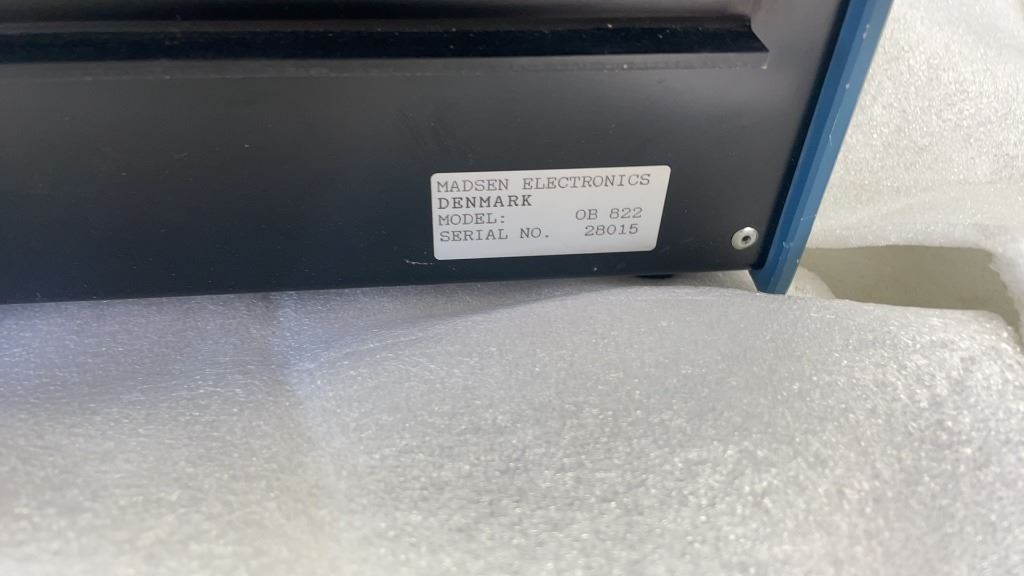 MADSEN ELECTRONICS
DENMARK
MODEL: OB 822
SERIAL NO. 28015